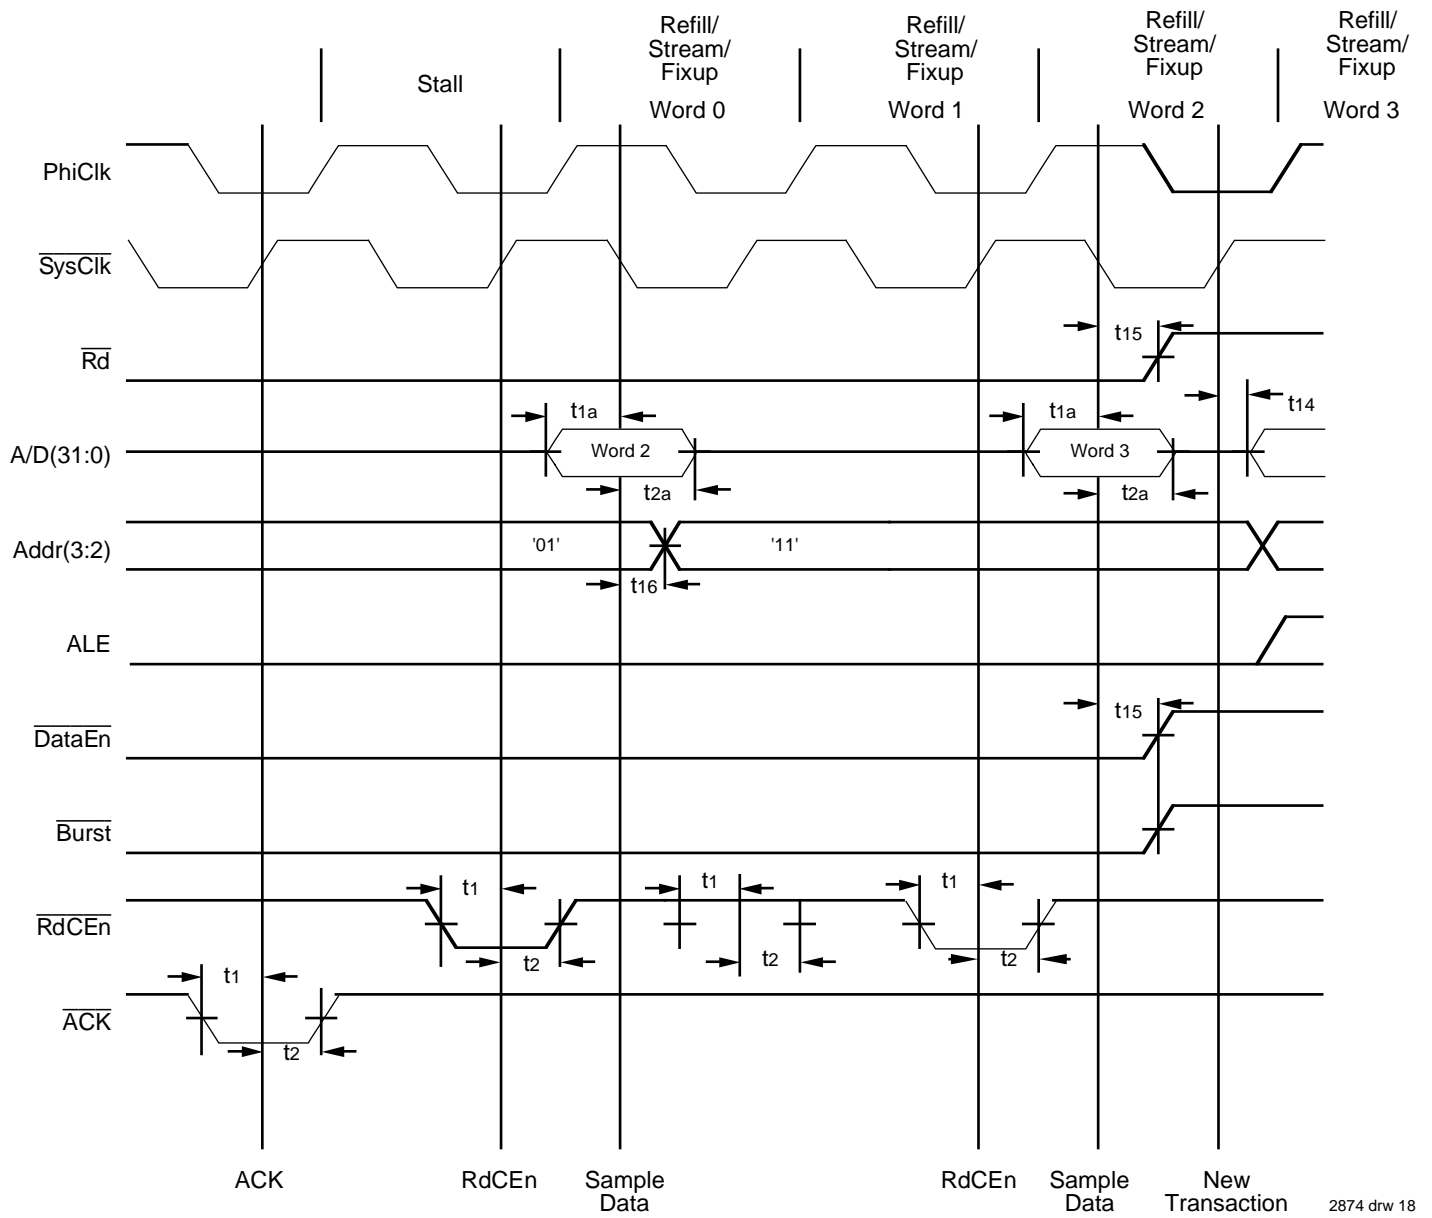 Refill/
Stream/
Fixup
Refill/
Stream/
Fixup
Refill/
Stream/
Fixup
Refill/
Stream/
Fixup
Stall
Word 0
Word 1
Word 2
Word 3
PhiClk
SysClk
Rd
t15
A/D(31:0)
t1a
Word 2
t2a
t1a
Word 3
t2a
t14
Addr(3:2)
'01'
'11'
t16
ALE
DataEn
t15
Burst
RdCEn
t1
t2
t1
t2
t1
t2
ACK
t1
t2
ACK
RdCEn
Sample
Data
RdCEn
Sample
Data
New
Transaction
2874 drw 18